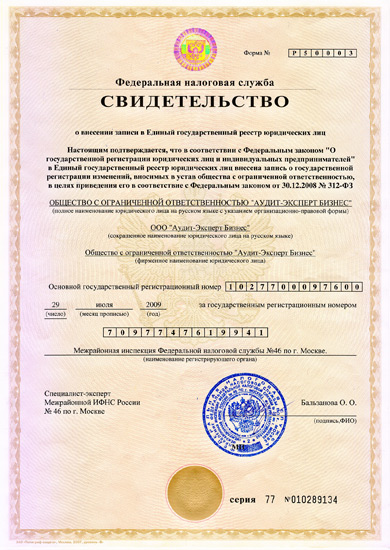 Форма № Р 5 0 0 0 3
Федеральная налоговая служба
СВИДЕТЕЛЬСТВО
о внесении записи в Единый государственный реестр юридических лиц
Настоящим подтверждается, что в соответствии с Федеральным законом "О
государственной регистрации юридических лиц и индивидуальных предпринимателей"
в Единый государственный реестр юридических лиц внесена запись о государственной
регистрации изменений, вносимых в устав общества с ограниченной ответственностью,
в целях приведения его в соответствие с Федеральным законом от 30.12.2008 № 312-ФЗ
ОБЩЕСТВО С ОГРАНИЧЕННОЙ ОТВЕТСТВЕННОСТЬЮ "АУДИТ-ЭКСПЕРТ БИЗНЕС"
(полное наименование юридического лица на русском языке с указанием организационно-правовой формы)
ООО "Аудит-Эксперт Бизнес"
(сокращенное наименование юридического лица на русском языке)
Общество с ограниченной ответственностью "Аудит-Эксперт Бизнес"
(фирменное наименование юридического лица)
Основной государственный регистрационный номер 1 0 2 7 7 0 0 0 9 7 6 0 0
29 июля 2009 за государственным регистрационным номером
(число) (месяц прописью) (год)
7 0 9 7 7 4 7 6 1 9 9 4 1
Межрайонная инспекция Федеральной налоговой службы №46 по г. Москве.
(наименование регистрирующего органа)
Специалист-эксперт
Межрайонной ИФНС России
№ 46 по г. Москве
Бальзанова О. О.
(подпись,ФИО)
серия 77 №010289134